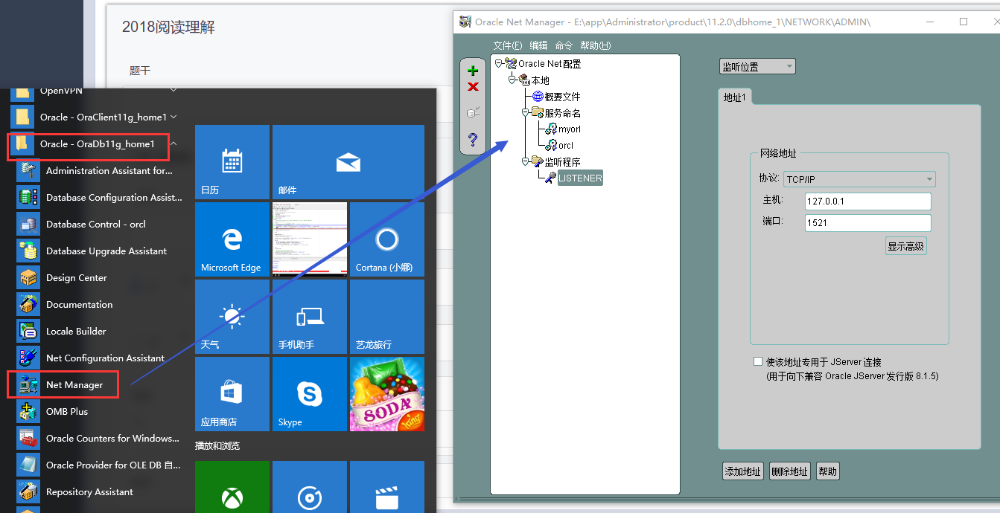 2018阅读理解
题干
OpenVPN
Oracle - OraClient11g_home1
Oracle - OraDb11g_home1
Administration Assistant for...
Database Configuration Assist...
Database Control - orcl
Database Upgrade Assistant
Design Center
Documentation
Locale Builder
Net Configuration Assistant
Net Manager
OMB Plus
Oracle Counters for Windows...
Oracle Provider for OLE DB 自...
Repository Assistant
日历
邮件
Microsoft Edge
Cortana (小娜)
天气
手机助手
艺龙旅行
应用商店
Skype
SODA
King
播放和浏览
Oracle Net Manager - E:\app\Administrator\product\11.2.0\dbhome_1\NETWORK\ADMIN\
文件(F) 编辑 命令 帮助(H)
Oracle Net 配置
本地
概要文件
服务命名
myorl
orcl
监听程序
LISTENER
监听位置
地址1
网络地址
协议: TCP/IP
主机: 127.0.0.1
端口: 1521
显示高级
使该地址专用于 JServer 连接
(用于向下兼容 Oracle JServer 发行版 8.1.5)
添加地址 删除地址 帮助